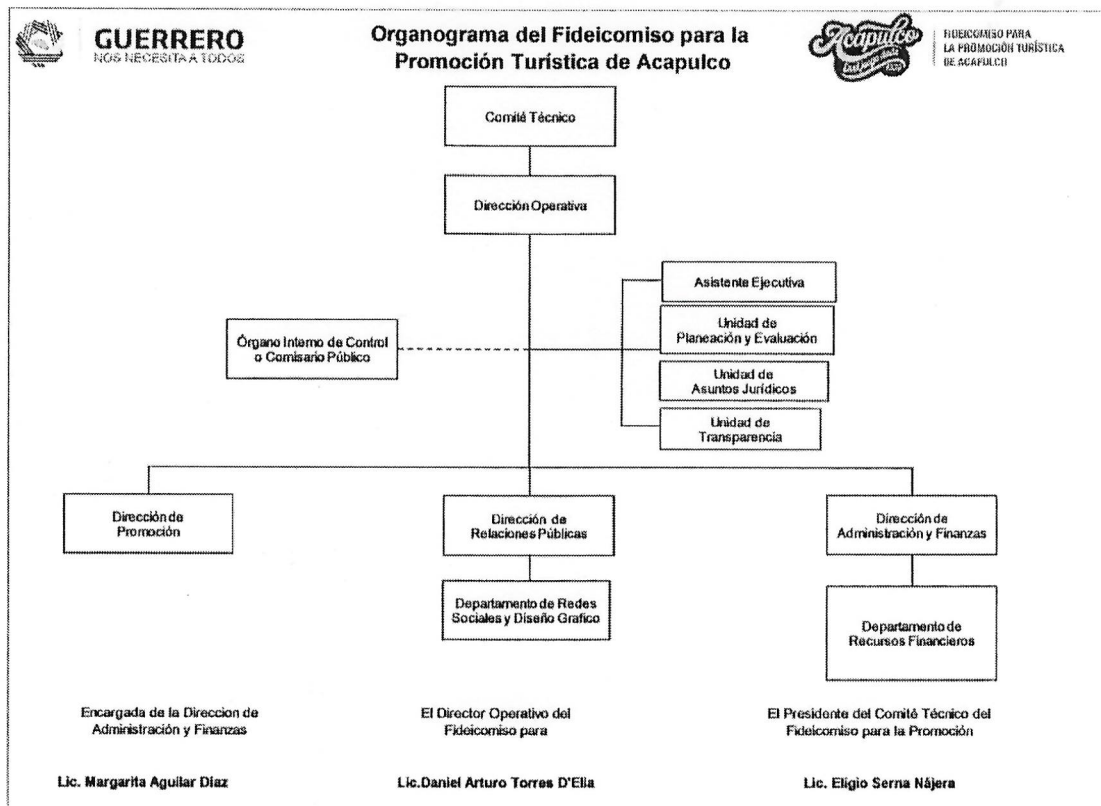 GUERRERO
NOS NECESITA A TODOS
Organograma del Fideicomiso para la
Promoción Turística de Acapulco
Acapulco
FIDEICOMISO PARA
LA PROMOCIÓN TURÍSTICA
DE ACAPULCO
Comité Técnico
Dirección Operativa
Asistente Ejecutiva
Unidad de
Planeación y Evaluación
Órgano Interno de Control
o Comisario Público
Unidad de
Asuntos Jurídicos
Unidad de
Transparencia
Dirección de
Promoción
Dirección de
Relaciones Públicas
Dirección de
Administración y Finanzas
Departamento de Redes
Sociales y Diseño Grafico
Departamento de
Recursos Financieros
Encargada de la Direccion de
Administración y Finanzas
El Director Operativo del
Fideicomiso para
El Presidente del Comité Técnico del
Fideicomiso para la Promoción
Lic. Margarita Aguilar Díaz
Lic.Daniel Arturo Torres D'Elia
Lic. Eligio Serna Nájera